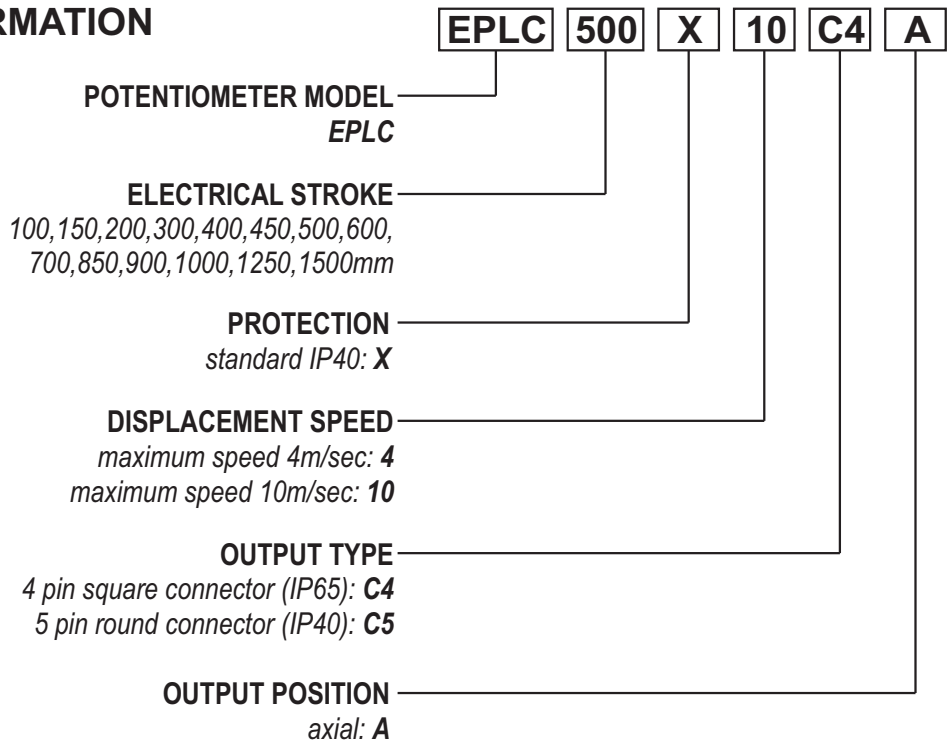 RMATION
EPLC 500 X 10 C4 A
POTENTIOMETER MODEL
EPLC
ELECTRICAL STROKE
100,150,200,300,400,450,500,600,
700,850,900,1000,1250,1500mm
PROTECTION
standard IP40: X
DISPLACEMENT SPEED
maximum speed 4m/sec: 4
maximum speed 10m/sec: 10
OUTPUT TYPE
4 pin square connector (IP65): C4
5 pin round connector (IP40): C5
OUTPUT POSITION
axial: A